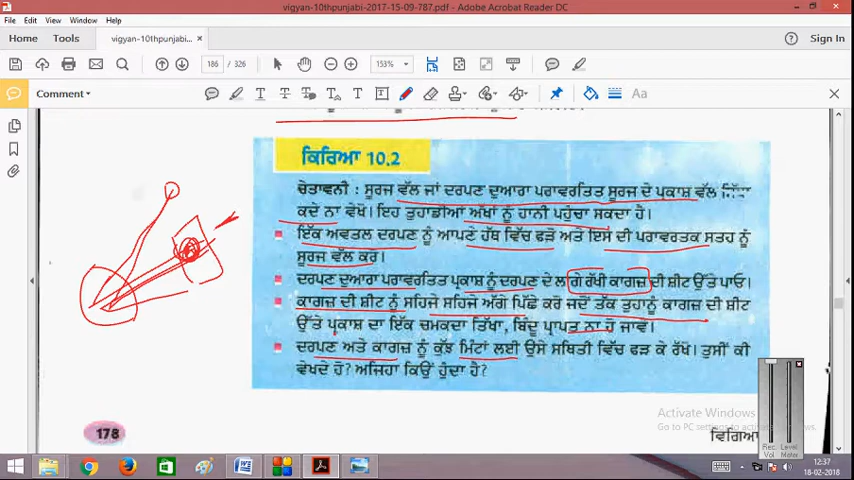 vigyan-10thpunjabi-2017-15-09-787.pdf - Adobe Acrobat Reader DC
File Edit View Window Help
Home Tools vigyan-10thpunjabi... × Sign In
186 / 326 153%
Comment
ਕਿਰਿਆ 10.2
ਚੇਤਾਵਨੀ : ਸੂਰਜ ਵੱਲ ਜਾਂ ਦਰਪਣ ਦੁਆਰਾ ਪਰਾਵਰਤਿਤ ਸੂਰਜ ਦੇ ਪ੍ਰਕਾਸ਼ ਵੱਲ ਸਿੱਧਾ
ਕਦੇ ਨਾ ਵੇਖੋ। ਇਹ ਤੁਹਾਡੀਆਂ ਅੱਖਾਂ ਨੂੰ ਹਾਨੀ ਪਹੁੰਚਾ ਸਕਦਾ ਹੈ।
ਇੱਕ ਅਵਤਲ ਦਰਪਣ ਨੂੰ ਆਪਣੇ ਹੱਥ ਵਿੱਚ ਫੜੋ ਅਤੇ ਇਸ ਦੀ ਪਰਾਵਰਤਕ ਸਤਹ ਨੂੰ
ਸੂਰਜ ਵੱਲ ਕਰੋ।
ਦਰਪਣ ਦੁਆਰਾ ਪਰਾਵਰਤਿਤ ਪ੍ਰਕਾਸ਼ ਨੂੰ ਦਰਪਣ ਦੇ ਲਾਗੇ ਰੱਖੀ ਕਾਗਜ਼ ਦੀ ਸ਼ੀਟ ਉੱਤੇ ਪਾਓ।
ਕਾਗਜ਼ ਦੀ ਸ਼ੀਟ ਨੂੰ ਸਹਿਜੇ ਸਹਿਜੇ ਅੱਗੇ ਪਿੱਛੇ ਕਰੋ ਜਦੋਂ ਤੱਕ ਤੁਹਾਨੂੰ ਕਾਗਜ਼ ਦੀ ਸ਼ੀਟ
ਉੱਤੇ ਪ੍ਰਕਾਸ਼ ਦਾ ਇੱਕ ਚਮਕਦਾ ਤਿੱਖਾ, ਬਿੰਦੂ ਪ੍ਰਾਪਤ ਨਾ ਹੋ ਜਾਵੇ।
ਦਰਪਣ ਅਤੇ ਕਾਗਜ਼ ਨੂੰ ਕੁੱਝ ਮਿੰਟਾਂ ਲਈ ਉਸੇ ਸਥਿਤੀ ਵਿੱਚ ਫੜ ਕੇ ਰੱਖੋ। ਤੁਸੀਂ ਕੀ
ਵੇਖਦੇ ਹੋ? ਅਜਿਹਾ ਕਿਉਂ ਹੁੰਦਾ ਹੈ?
Activate Windows
Go to PC settings to activate
178
ਵਿਗਿਆ
Rec Vol Level Meter
12:37
18-02-2018